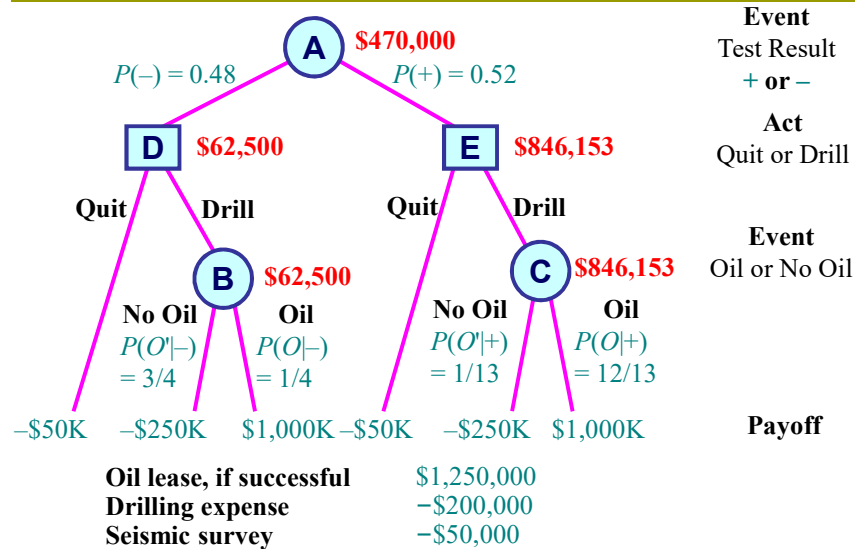 Event
A $470,000
Test Result
P(–) = 0.48 P(+) = 0.52
+ or –
Act
D $62,500 E $846,153
Quit or Drill
Quit Drill Quit Drill
Event
B $62,500 C $846,153
Oil or No Oil
No Oil Oil No Oil Oil
P(O'|–) P(O|–) P(O'|+) P(O|+)
= 3/4 = 1/4 = 1/13 = 12/13
–$50K –$250K $1,000K –$50K –$250K $1,000K Payoff
Oil lease, if successful $1,250,000
Drilling expense −$200,000
Seismic survey −$50,000